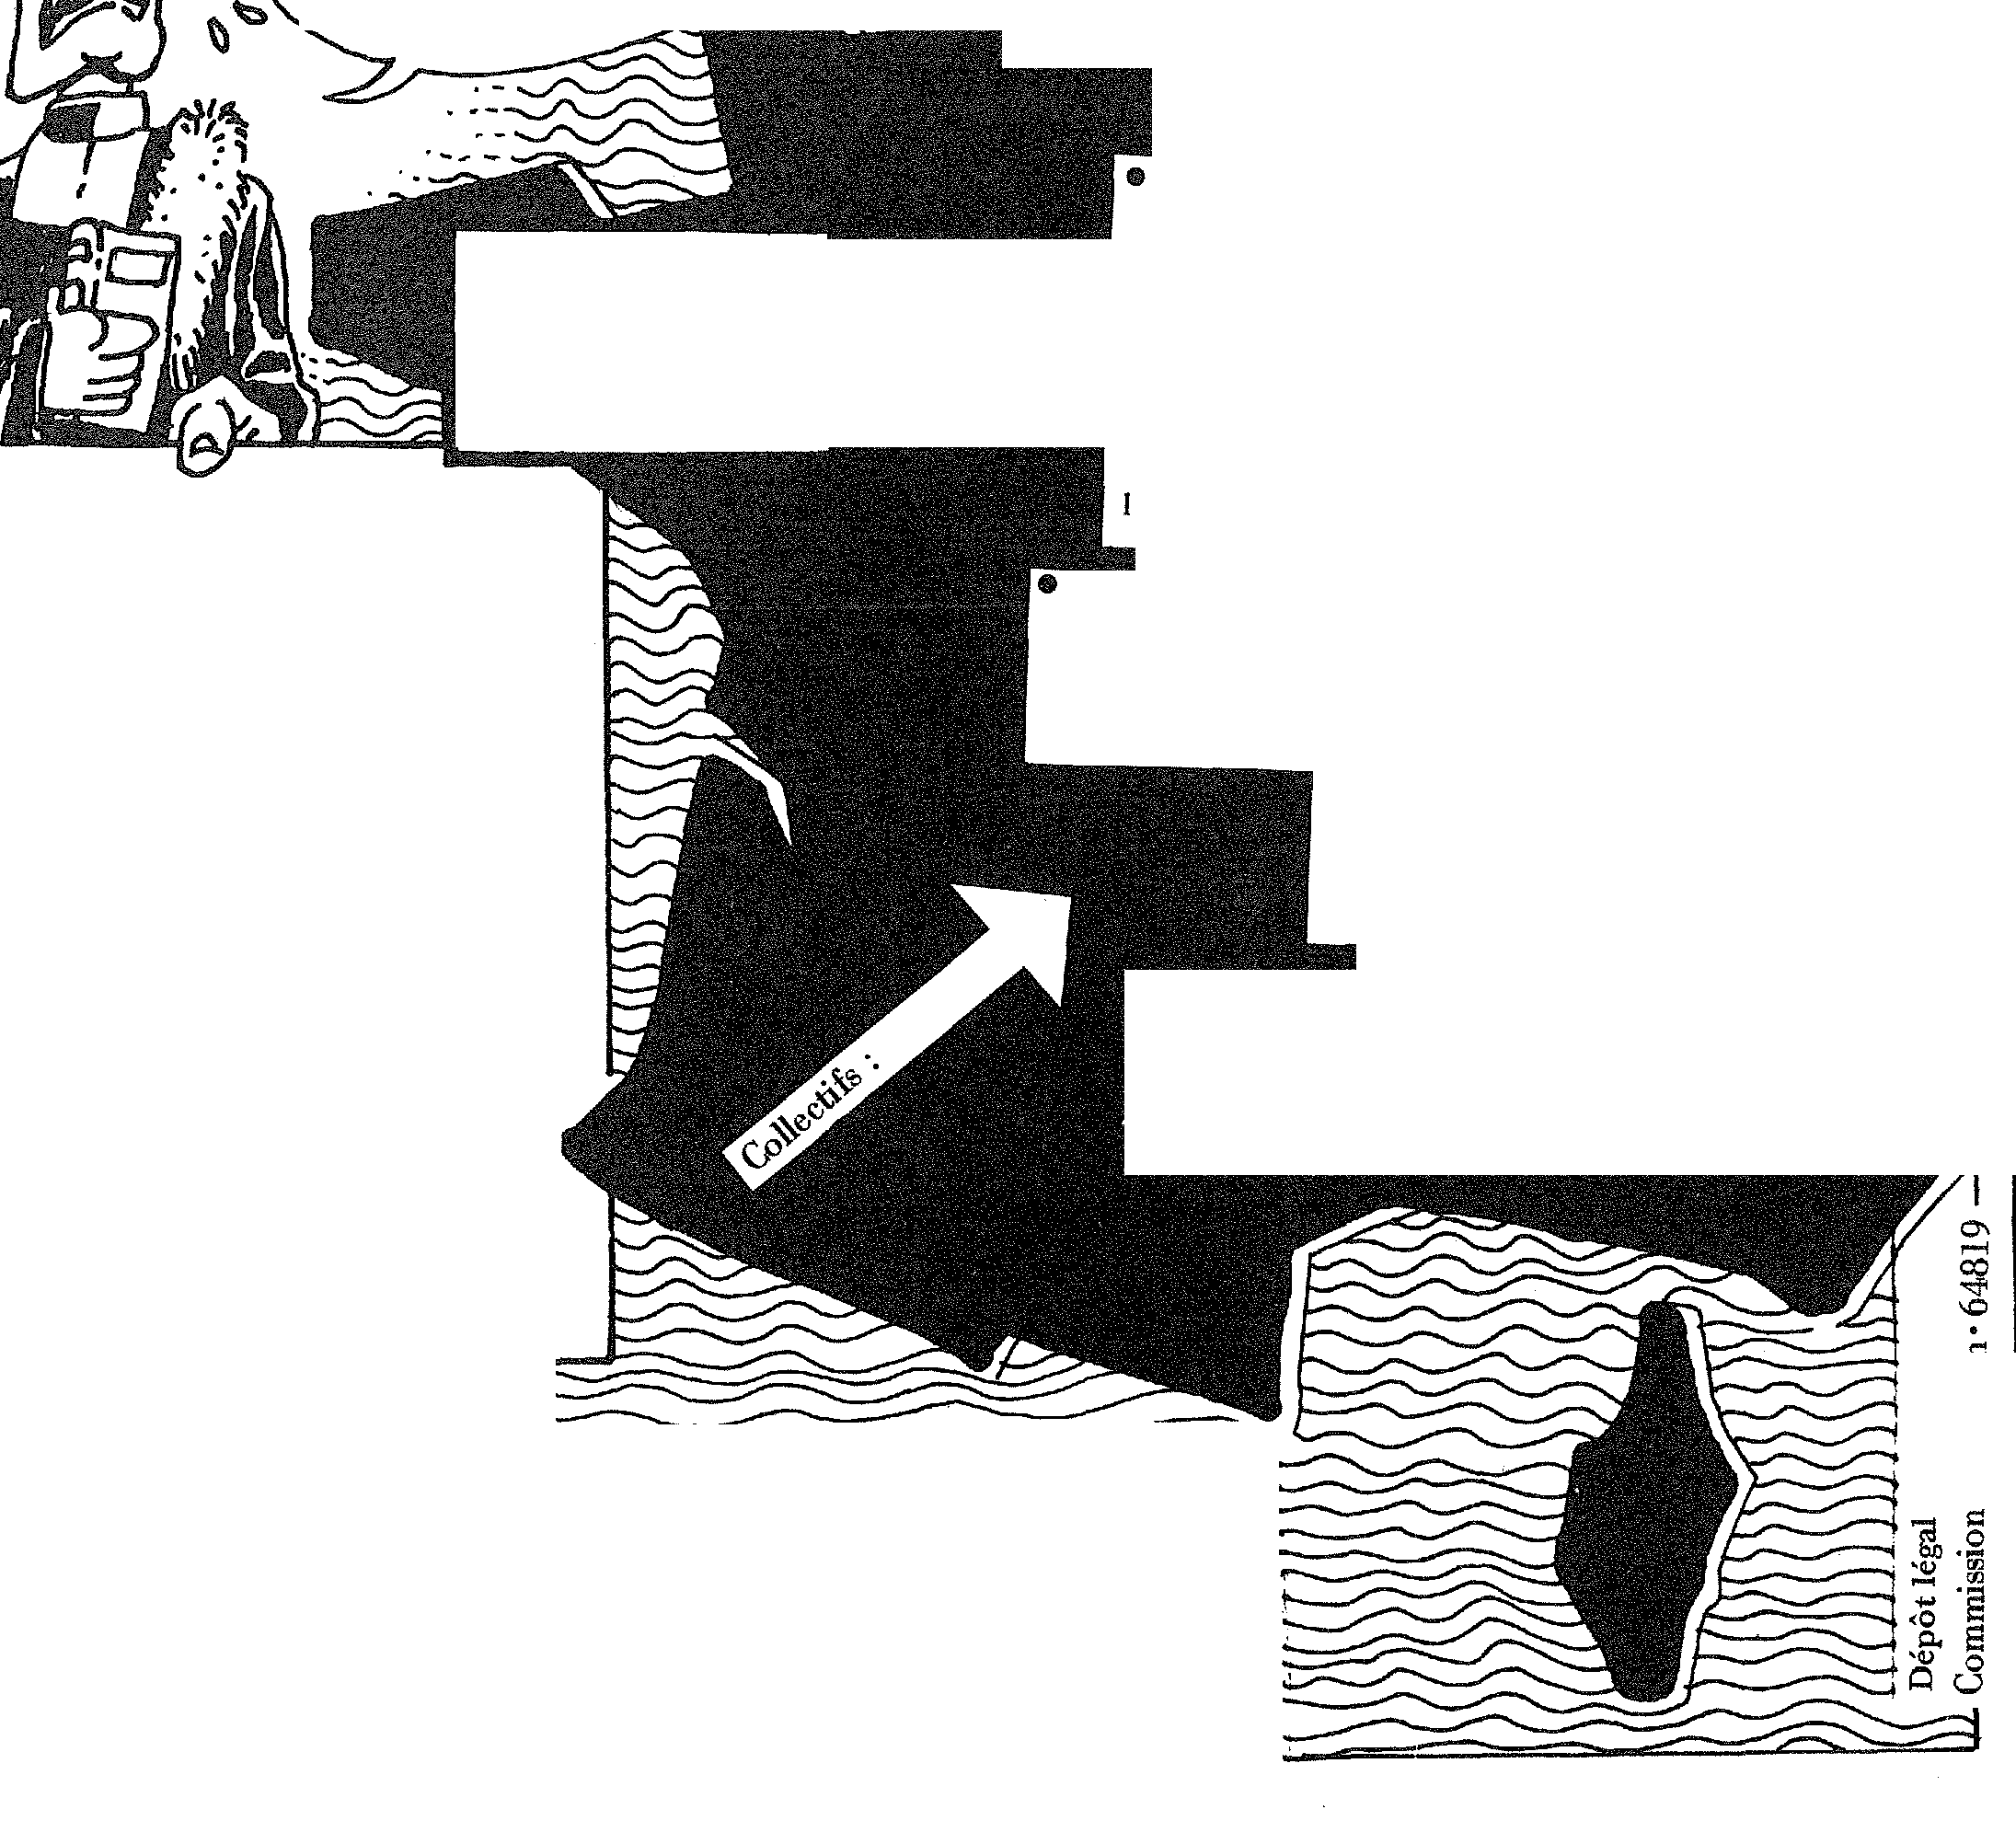 Collectifs :
Dépôt légal
Commission n° 64819 —
1